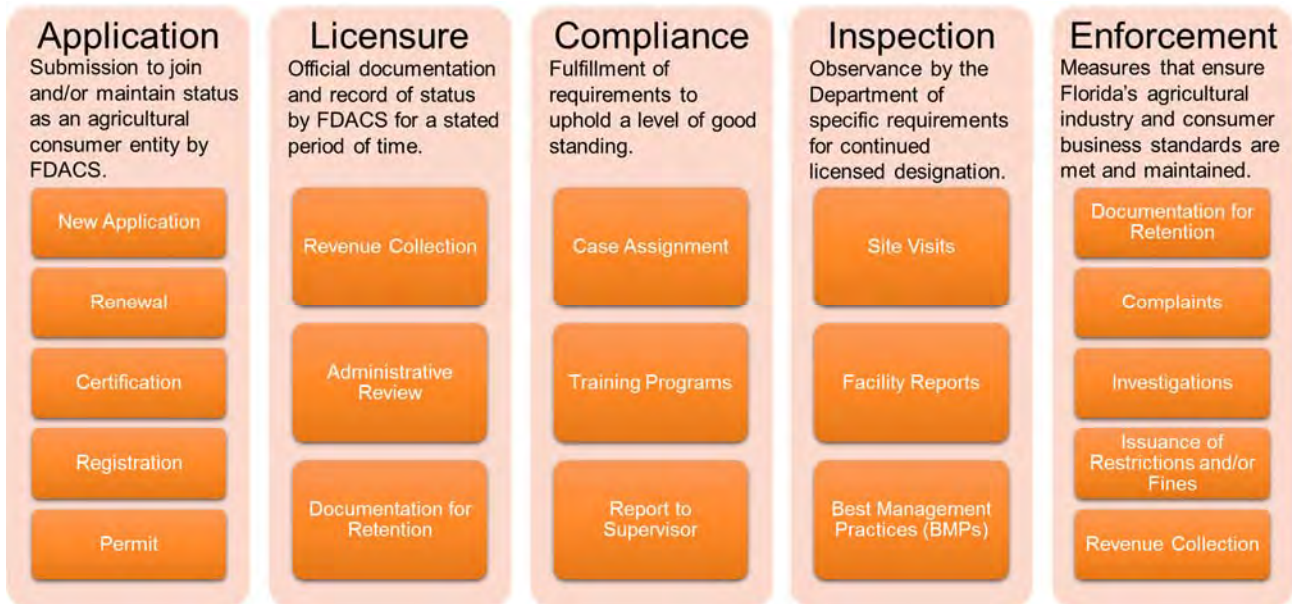 Application
Submission to join
and/or maintain status
as an agricultural
consumer entity by
FDACS.
New Application
Renewal
Certification
Registration
Permit
Licensure
Official documentation
and record of status
by FDACS for a stated
period of time.
Revenue Collection
Administrative
Review
Documentation for
Retention
Compliance
Fulfillment of
requirements to
uphold a level of good
standing.
Case Assignment
Training Programs
Report to
Supervisor
Inspection
Observance by the
Department of
specific requirements
for continued
licensed designation.
Site Visits
Facility Reports
Best Management
Practices (BMPs)
Enforcement
Measures that ensure
Florida's agricultural
industry and consumer
business standards are
met and maintained.
Documentation for
Retention
Complaints
Investigations
Issuance of
Restrictions and/or
Fines
Revenue Collection